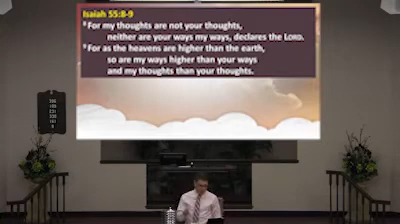 Isaiah 55:8-9
⁸ For my thoughts are not your thoughts,
neither are your ways my ways, declares the LORD.
⁹ For as the heavens are higher than the earth,
so are my ways higher than your ways
and my thoughts than your thoughts.